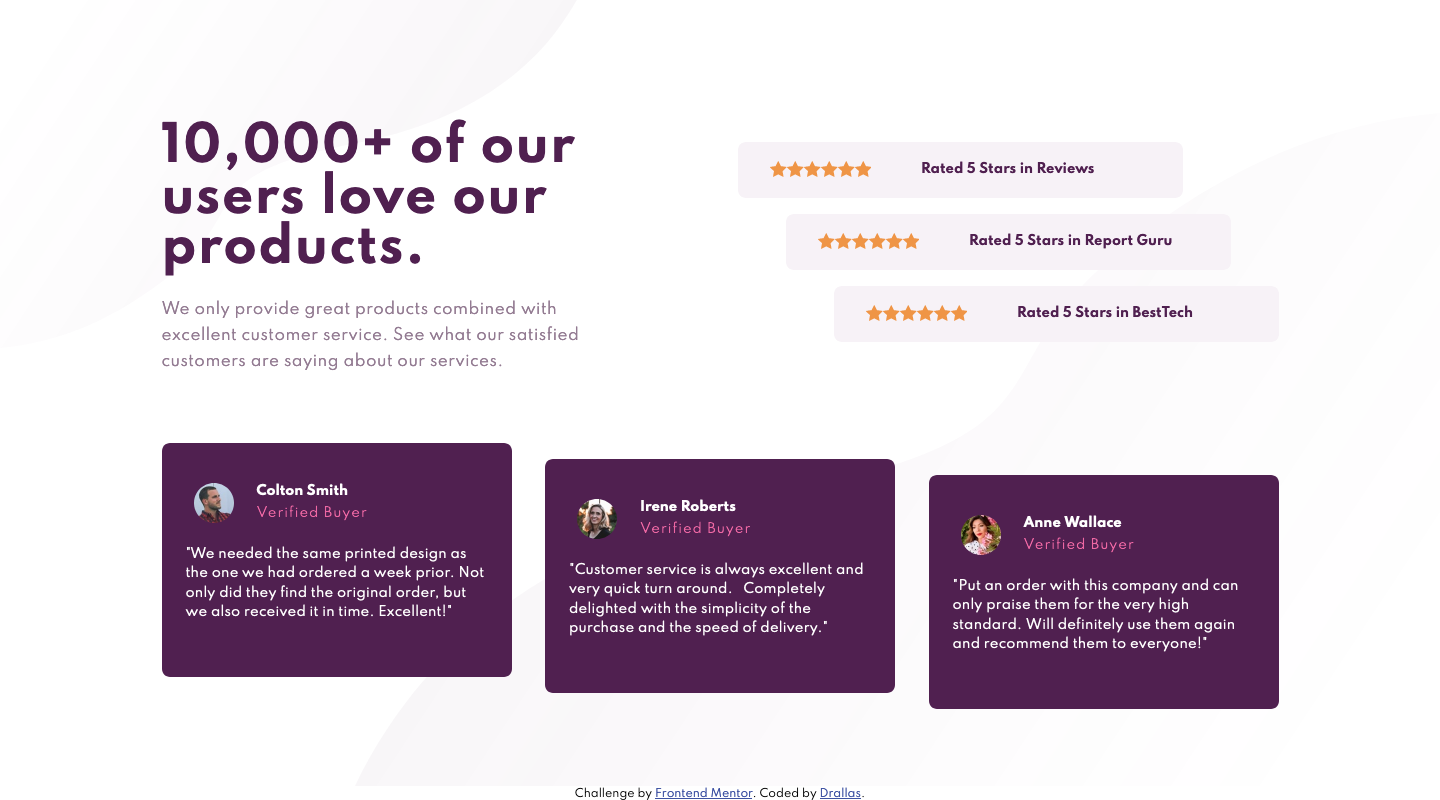 10,000+ of our
users love our
products.
We only provide great products combined with
excellent customer service. See what our satisfied
customers are saying about our services.
Rated 5 Stars in Reviews
Rated 5 Stars in Report Guru
Rated 5 Stars in BestTech
Colton Smith
Verified Buyer
"We needed the same printed design as
the one we had ordered a week prior. Not
only did they find the original order, but
we also received it in time. Excellent!"
Irene Roberts
Verified Buyer
"Customer service is always excellent and
very quick turn around. Completely
delighted with the simplicity of the
purchase and the speed of delivery."
Anne Wallace
Verified Buyer
"Put an order with this company and can
only praise them for the very high
standard. Will definitely use them again
and recommend them to everyone!"
Challenge by Frontend Mentor. Coded by Drallas.